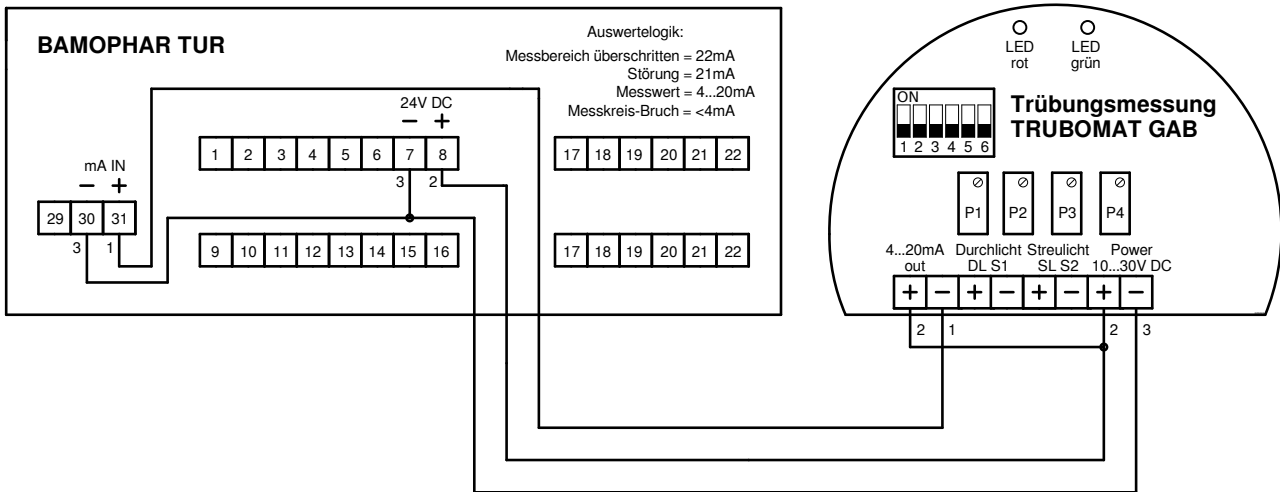 BAMOPHAR TUR
Auswertelogik:
Messbereich überschritten = 22mA
Störung = 21mA
Messwert = 4...20mA
Messkreis-Bruch = <4mA
24V DC
− +
1 2 3 4 5 6 7 8
3 2
17 18 19 20 21 22
mA IN
− +
29 30 31
3 1
9 10 11 12 13 14 15 16
17 18 19 20 21 22
LED rot
LED grün
ON
1 2 3 4 5 6
Trübungsmessung
TRUBOMAT GAB
P1 P2 P3 P4
4...20mA out
Durchlicht DL S1
Streulicht SL S2
Power 10...30V DC
+ − + − + − + −
2 1 2 3